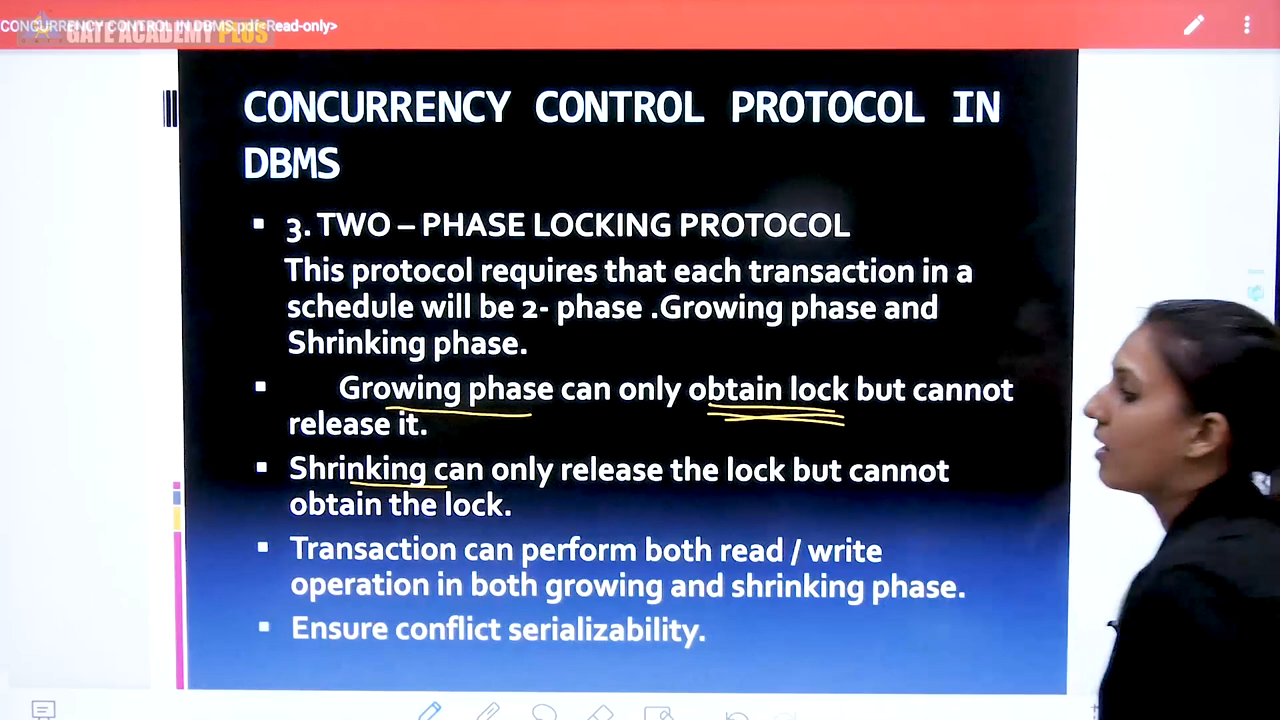 CONCURRENCY CONTROL IN DBMS.pdf<Read-only>
GATE ACADEMY PLUS
CONCURRENCY CONTROL PROTOCOL IN
DBMS
▪ 3. TWO – PHASE LOCKING PROTOCOL
This protocol requires that each transaction in a
schedule will be 2- phase .Growing phase and
Shrinking phase.
▪ Growing phase can only obtain lock but cannot
release it.
▪ Shrinking can only release the lock but cannot
obtain the lock.
▪ Transaction can perform both read / write
operation in both growing and shrinking phase.
▪ Ensure conflict serializability.